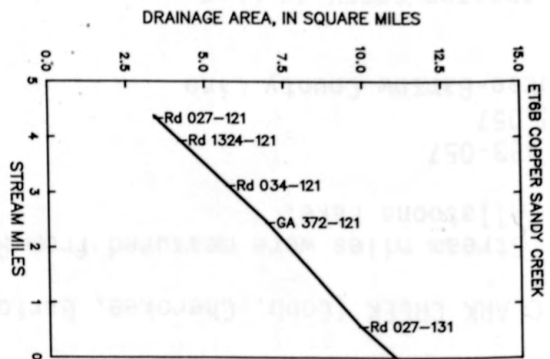 DRAINAGE AREA, IN SQUARE MILES
0.0
2.5
5.0
7.5
10.0
12.5
15.0
ET6B COPPER SANDY CREEK
5
4
3
2
1
0
STREAM MILES
Rd 027-121
Rd 1324-121
Rd 034-121
GA 372-121
Rd 027-131